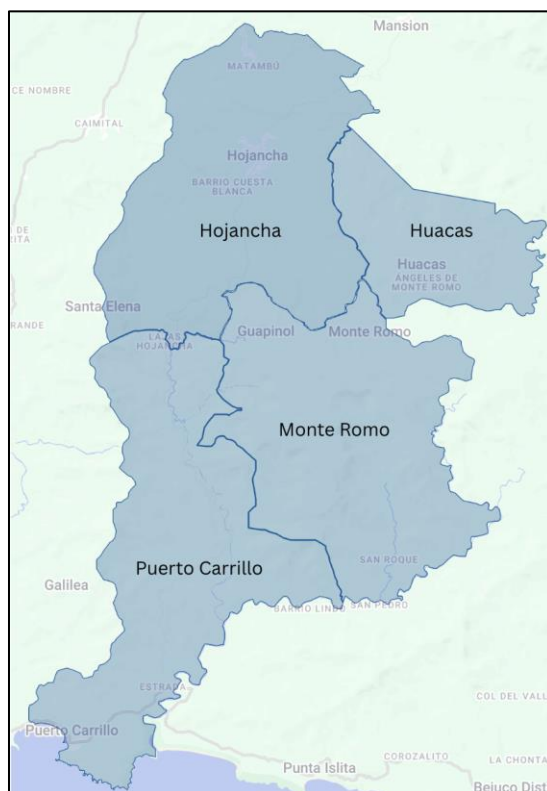 Mansion
MATAMBÚ
CE NOMBRE
CAIMITAL
Hojancha
BARRIO CUESTA
BLANCA
Hojancha
Huacas
DE
RITA
Huacas
ÁNGELES DE
MONTE ROMO
Santa Elena
RANDE
Guapinol
Monte Romo
HOJANCHA
Monte Romo
Puerto Carrillo
SAN ROQUE
Galilea
BARRIO LINDO
SAN PEDRO
ESTRADA
COL DEL VALL
Puerto Carrillo
COROZALITO
LA CHONTA
Punta Islita
Bejuco Dist